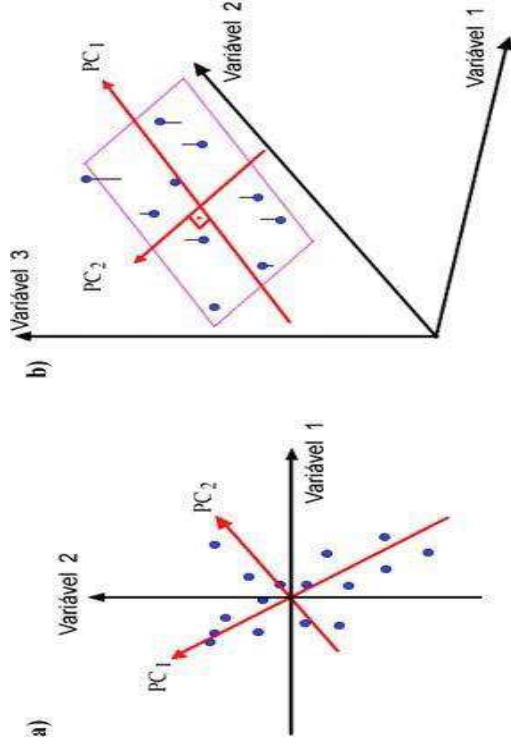 a)
Variável 2
PC1
PC2
Variável 1
b)
Variável 3
PC2
PC1
Variável 2
Variável 1